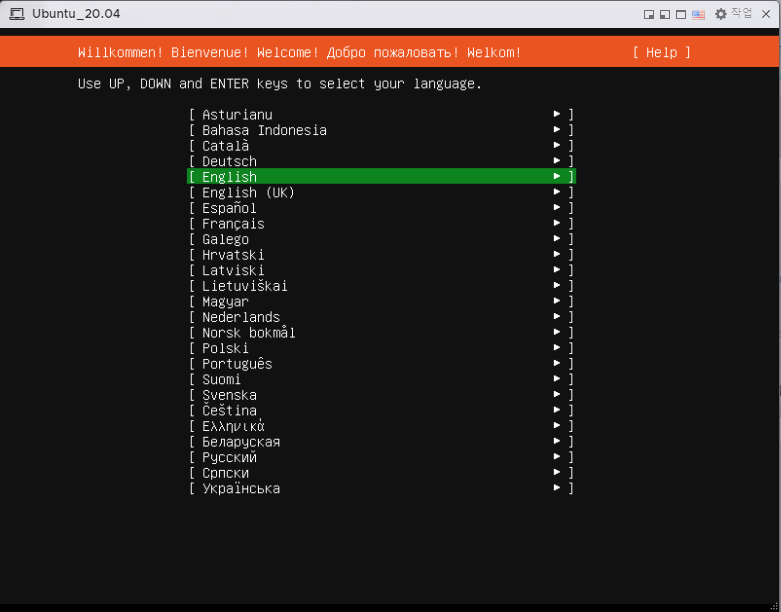 Ubuntu_20.04 작업
Willkommen! Bienvenue! Welcome! Добро пожаловать! Welkom! [ Help ]
Use UP, DOWN and ENTER keys to select your language.
[ Asturianu ► ]
[ Bahasa Indonesia ► ]
[ Català ► ]
[ Deutsch ► ]
[ English ► ]
[ English (UK) ► ]
[ Español ► ]
[ Français ► ]
[ Galego ► ]
[ Hrvatski ► ]
[ Latviski ► ]
[ Lietuviškai ► ]
[ Magyar ► ]
[ Nederlands ► ]
[ Norsk bokmål ► ]
[ Polski ► ]
[ Português ► ]
[ Suomi ► ]
[ Svenska ► ]
[ Čeština ► ]
[ Ελληνικά ► ]
[ Беларуская ► ]
[ Русский ► ]
[ Српски ► ]
[ Українська ► ]